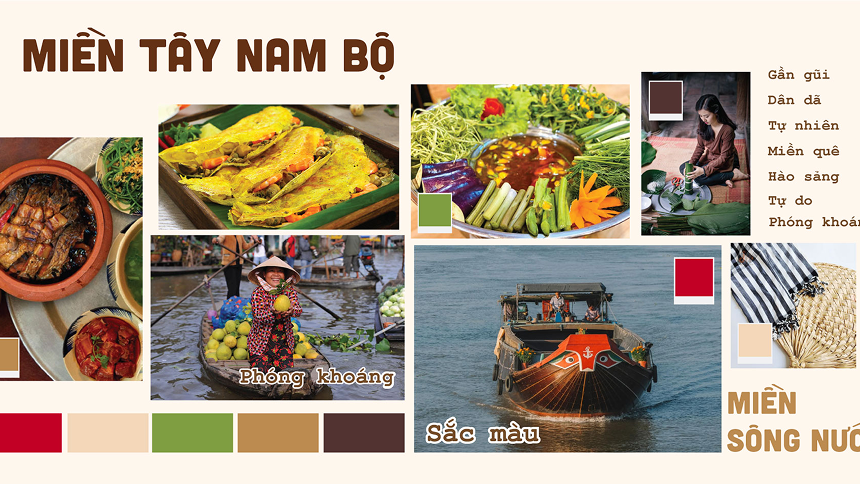 MIỀN TÂY NAM BỘ
Gần gũi
Dân dã
Tự nhiên
Miền quê
Hào sảng
Tự do
Phóng khoán
Phóng khoáng
Sắc màu
MIỀN
SÔNG NƯỚ